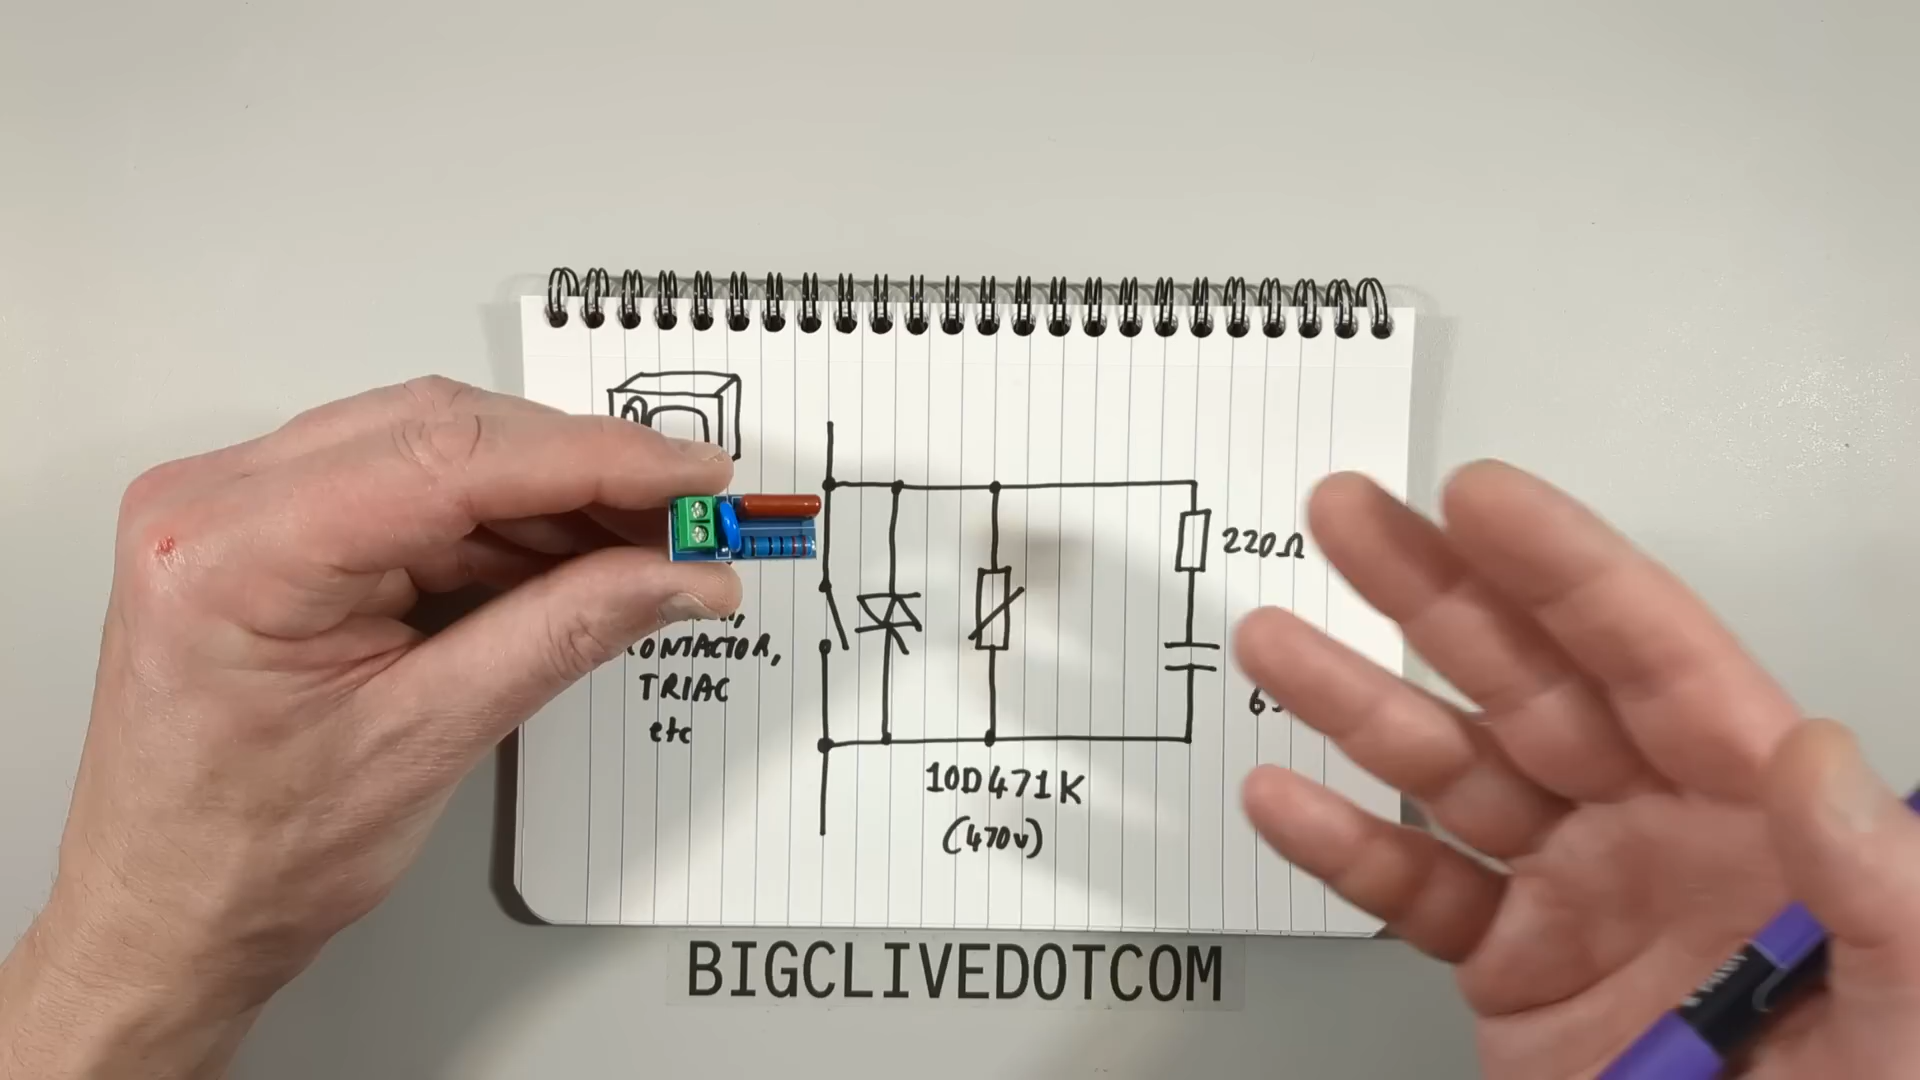 220Ω
CONTACTOR,
TRIAC
etc
10D471K
(470v)
BIGCLIVEDOTCOM